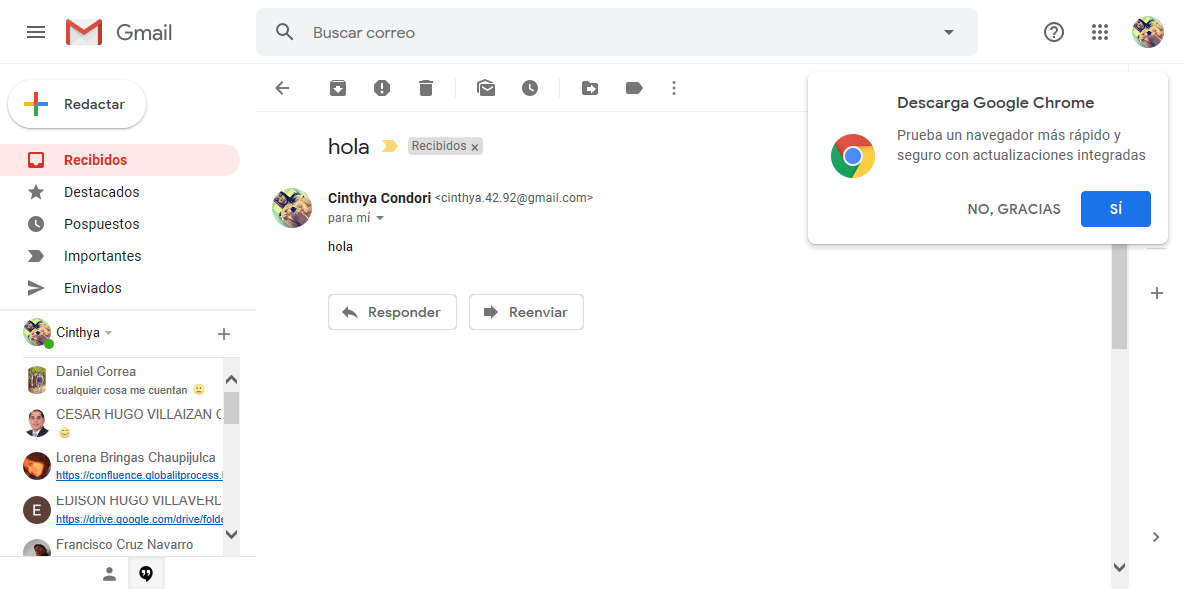 Gmail
Buscar correo
Redactar
Recibidos
Destacados
Pospuestos
Importantes
Enviados
Cinthya
Daniel Correa
cualquier cosa me cuentan
CESAR HUGO VILLAIZAN
Lorena Bringas Chaupijulca
https://confluence.globalitprocess.
EDISON HUGO VILLAVERD
https://drive.google.com/drive/folde
E
Francisco Cruz Navarro
hola
Recibidos x
Cinthya Condori <cinthya.42.92@gmail.com>
para mí
hola
Responder
Reenviar
Descarga Google Chrome
Prueba un navegador más rápido y
seguro con actualizaciones integradas
NO, GRACIAS
SÍ